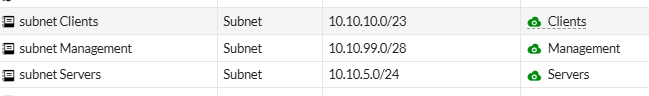 subnet Clients Subnet 10.10.10.0/23 Clients
subnet Management Subnet 10.10.99.0/28 Management
subnet Servers Subnet 10.10.5.0/24 Servers